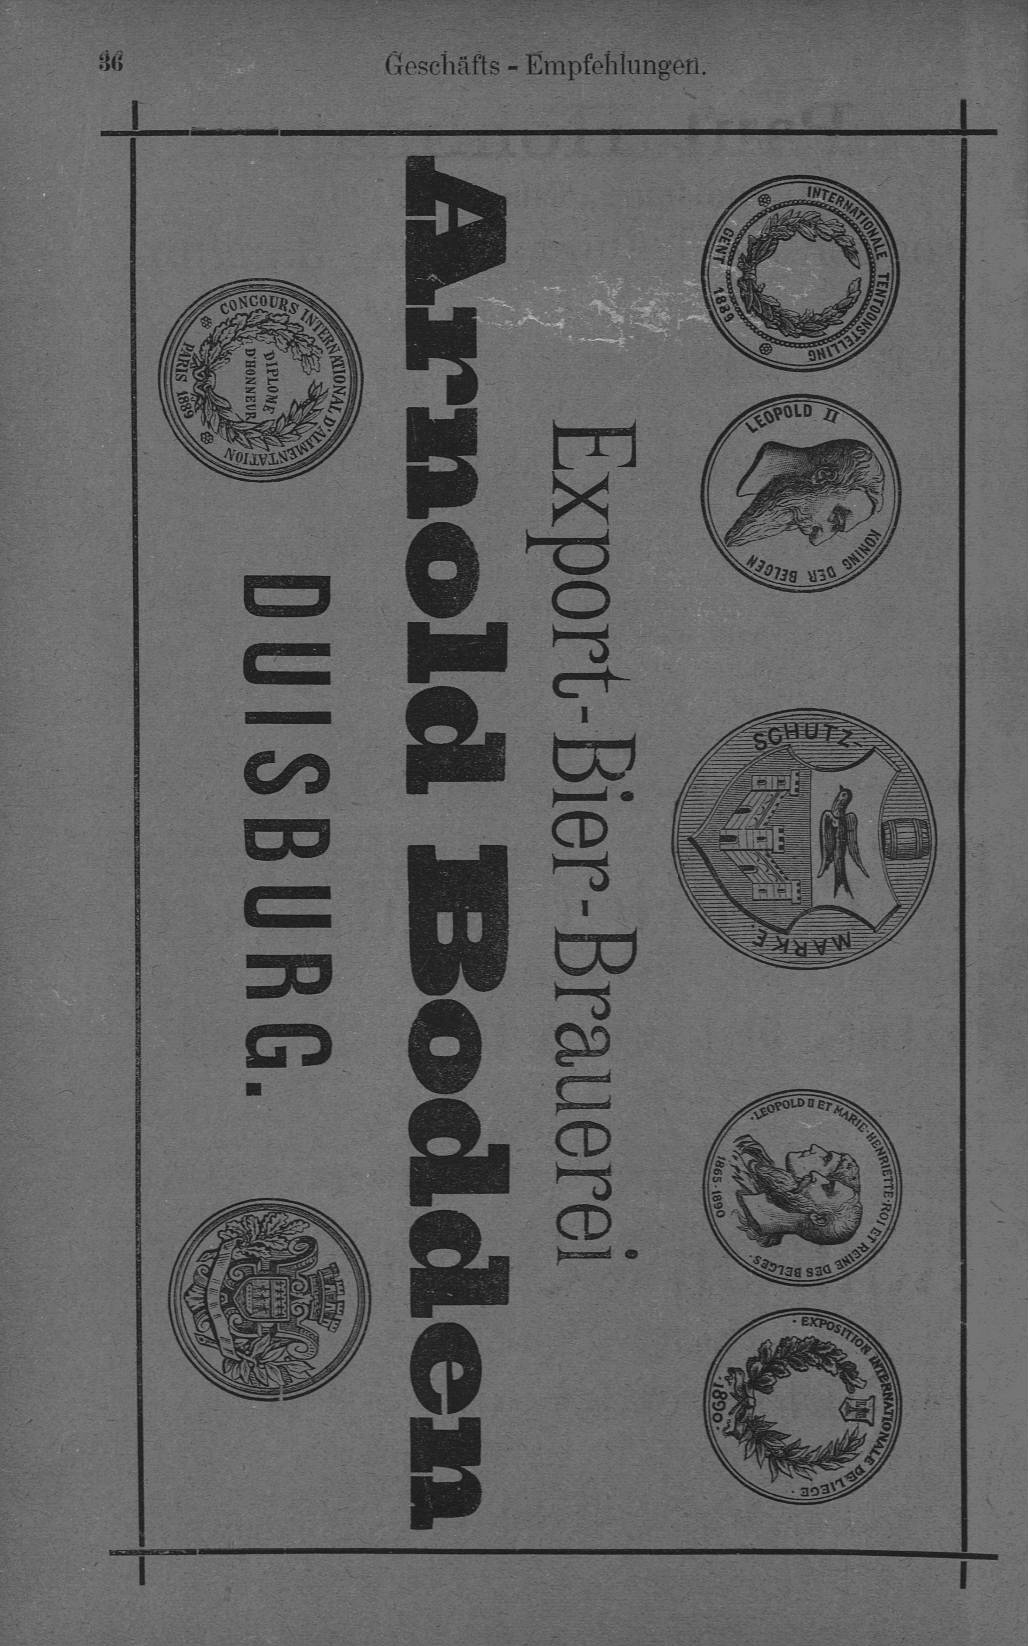 36
Geschäfts - Empfehlungen.
INTERNATIONALE TENTOONSTELLING
GENT 1889
LEOPOLD II
KONING DER BELGEN
SCHUTZ-
MARKE.
·LEOPOLD II ET MARIE·HENRIETTE·ROI ET REINE DES BELGES·
1865·1890
· EXPOSITION INTERNATIONALE DE LIEGE ·
·1890·
Export-Bier-Brauerei
Arnold Bodden
CONCOURS INTERNATIONAL D'ALIMENTATION
DIPLOME
D'HONNEUR
PARIS 1889
DUISBURG.